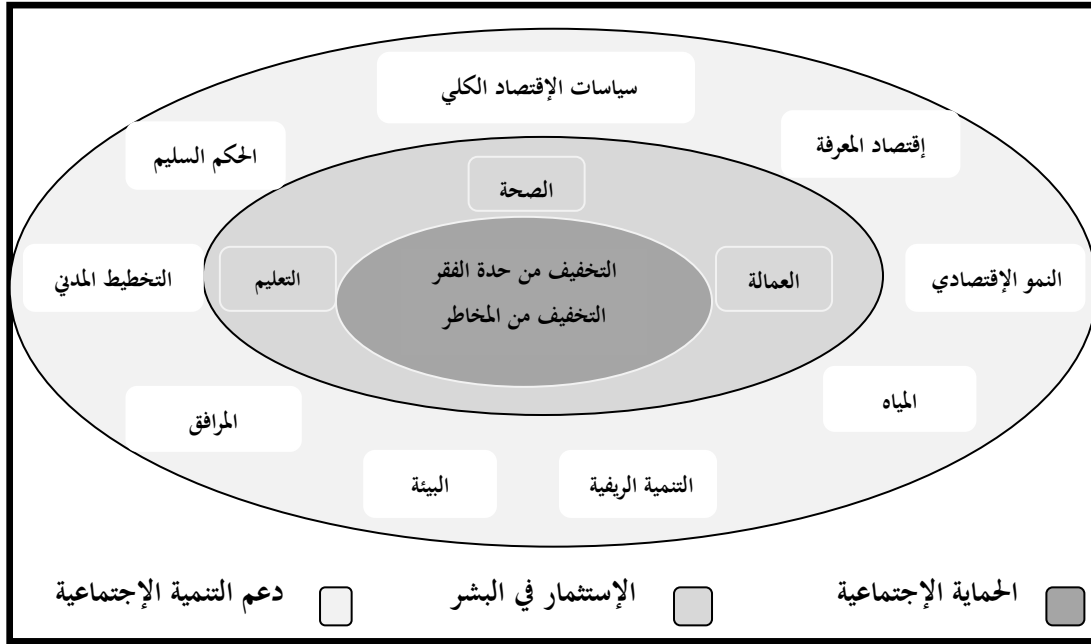 سياسات الإقتصاد الكلي
إقتصاد المعرفة
الحكم السليم
الصحة
النمو الإقتصادي
العمالة
التخفيف من حدة الفقر
التخفيف من المخاطر
التعليم
التخطيط المدني
المياه
المرافق
التنمية الريفية
البيئة
الحماية الإجتماعية
الإستثمار في البشر
دعم التنمية الإجتماعية